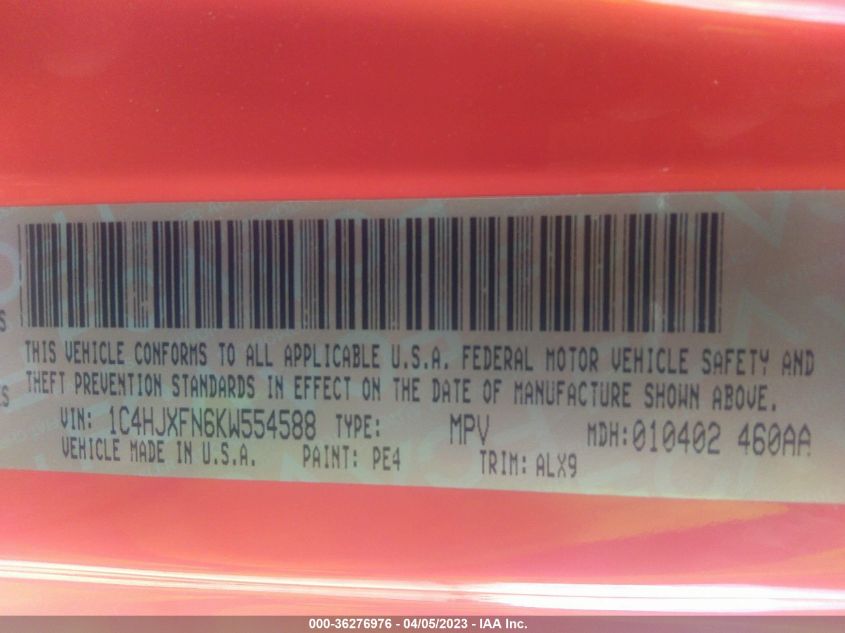 S
THIS VEHICLE CONFORMS TO ALL APPLICABLE U.S.A. FEDERAL MOTOR VEHICLE SAFETY AND
ES THEFT PREVENTION STANDARDS IN EFFECT ON THE DATE OF MANUFACTURE SHOWN ABOVE.
VIN: 1C4HJXFN6KW554588 TYPE: MPV MDH:010402 460AA
VEHICLE MADE IN U.S.A. PAINT: PE4 TRIM: ALX9
000-36276976 - 04/05/2023 - IAA Inc.